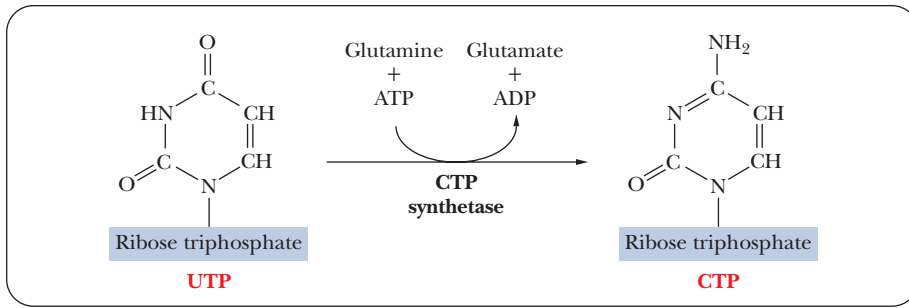 O
HN
C
CH
C
CH
O
N
Ribose triphosphate
UTP
Glutamine
+
ATP
Glutamate
+
ADP
CTP
synthetase
NH₂
C
N
CH
C
CH
O
N
Ribose triphosphate
CTP